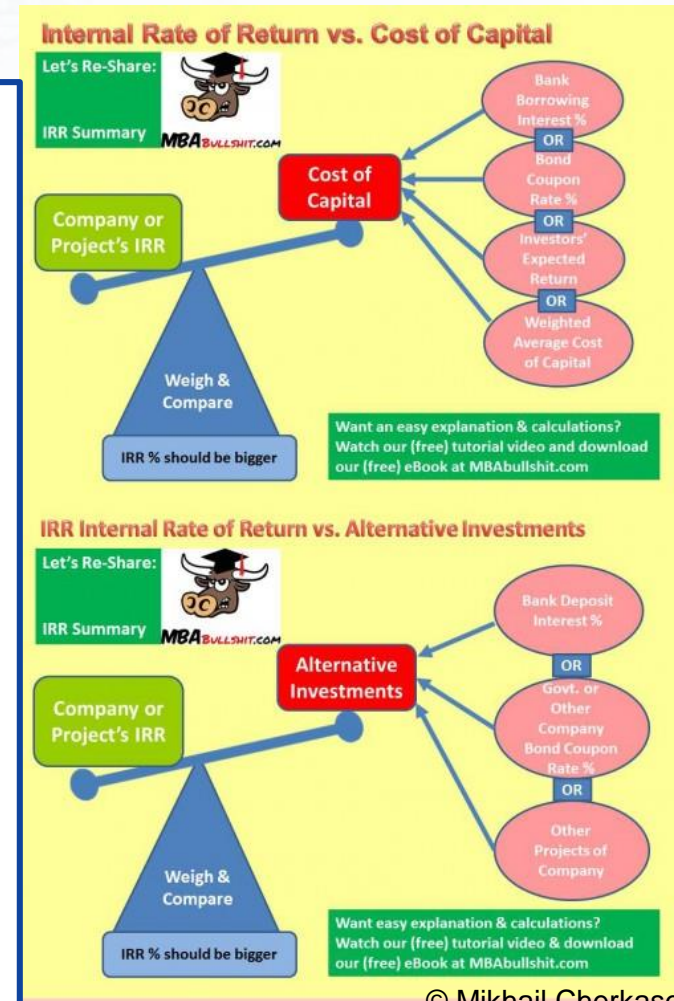 Internal Rate of Return vs. Cost of Capital
Let's Re-Share:
IRR Summary
MBABULLSHIT.COM
Company or
Project's IRR
Cost of
Capital
Bank
Borrowing
Interest %
OR
Bond
Coupon
Rate %
OR
Investors'
Expected
Return
OR
Weighted
Average Cost
of Capital
Weigh &
Compare
IRR % should be bigger
Want an easy explanation & calculations?
Watch our (free) tutorial video and download
our (free) eBook at MBAbullshit.com
IRR Internal Rate of Return vs. Alternative Investments
Let's Re-Share:
IRR Summary
MBABULLSHIT.COM
Company or
Project's IRR
Alternative
Investments
Bank Deposit
Interest %
OR
Govt. or
Other
Company
Bond Coupon
Rate %
OR
Other
Projects of
Company
Weigh &
Compare
IRR % should be bigger
Want easy explanation & calculations?
Watch our (free) tutorial video & download
our (free) eBook at MBAbullshit.com
© Mikhail